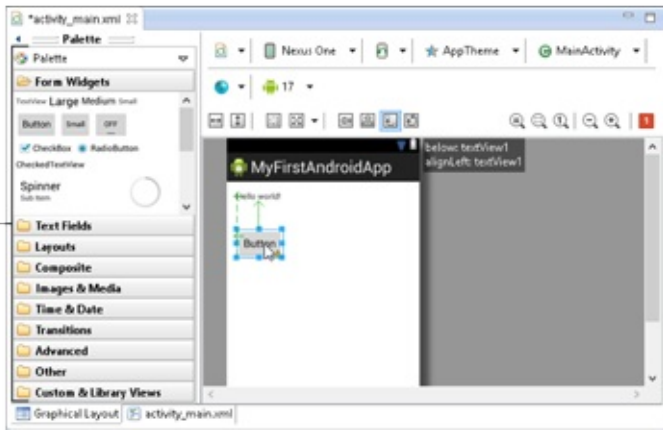 *activity_main.xml
Palette
Palette
Form Widgets
TextView Large Medium Small
Button Small OFF
CheckBox RadioButton
CheckedTextView
Spinner
Sub Item
Text Fields
Layouts
Composite
Images & Media
Time & Date
Transitions
Advanced
Other
Custom & Library Views
Graphical Layout activity_main.xml
Nexus One AppTheme MainActivity
17
1
MyFirstAndroidApp
Hello world!
Button
below: textView1
alignLeft: textView1